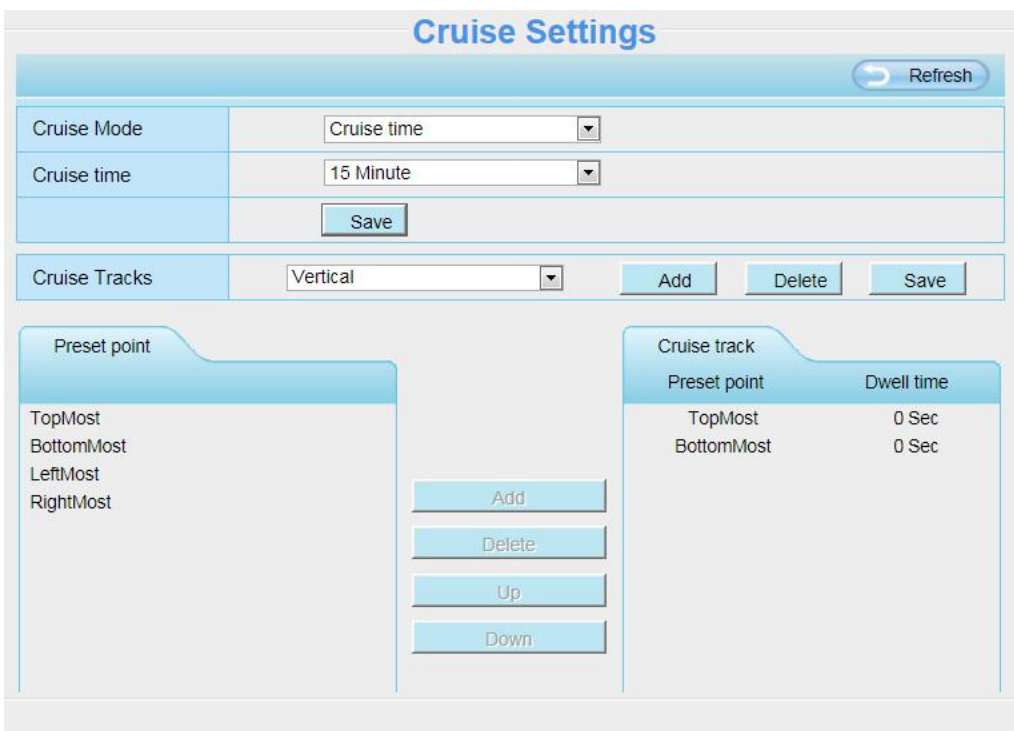 Cruise Settings
Refresh
Cruise Mode Cruise time
Cruise time 15 Minute
Save
Cruise Tracks Vertical Add Delete Save
Preset point Cruise track
Preset point Dwell time
TopMost TopMost 0 Sec
BottomMost BottomMost 0 Sec
LeftMost
RightMost
Add
Delete
Up
Down